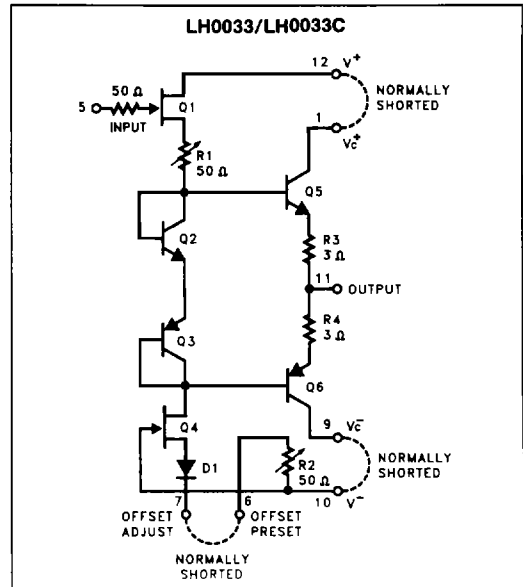 LH0033/LH0033C
12 V+
50 Ω
5
Q1
NORMALLY
SHORTED
INPUT
1
Vc+
R1
50 Ω
Q5
Q2
R3
3 Ω
11 OUTPUT
R4
3 Ω
Q3
Q6
9 Vc-
Q4
NORMALLY
SHORTED
D1
R2
50 Ω
7 6 10 V-
OFFSET OFFSET
ADJUST PRESET
NORMALLY
SHORTED